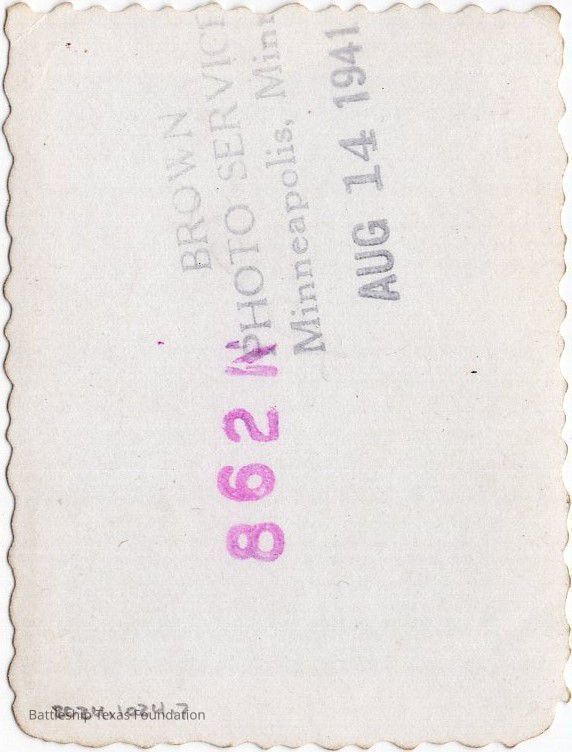 BROWN
PHOTO SERVICE
Minneapolis, Minn
AUG 14 1941
862
Battleship Texas Foundation